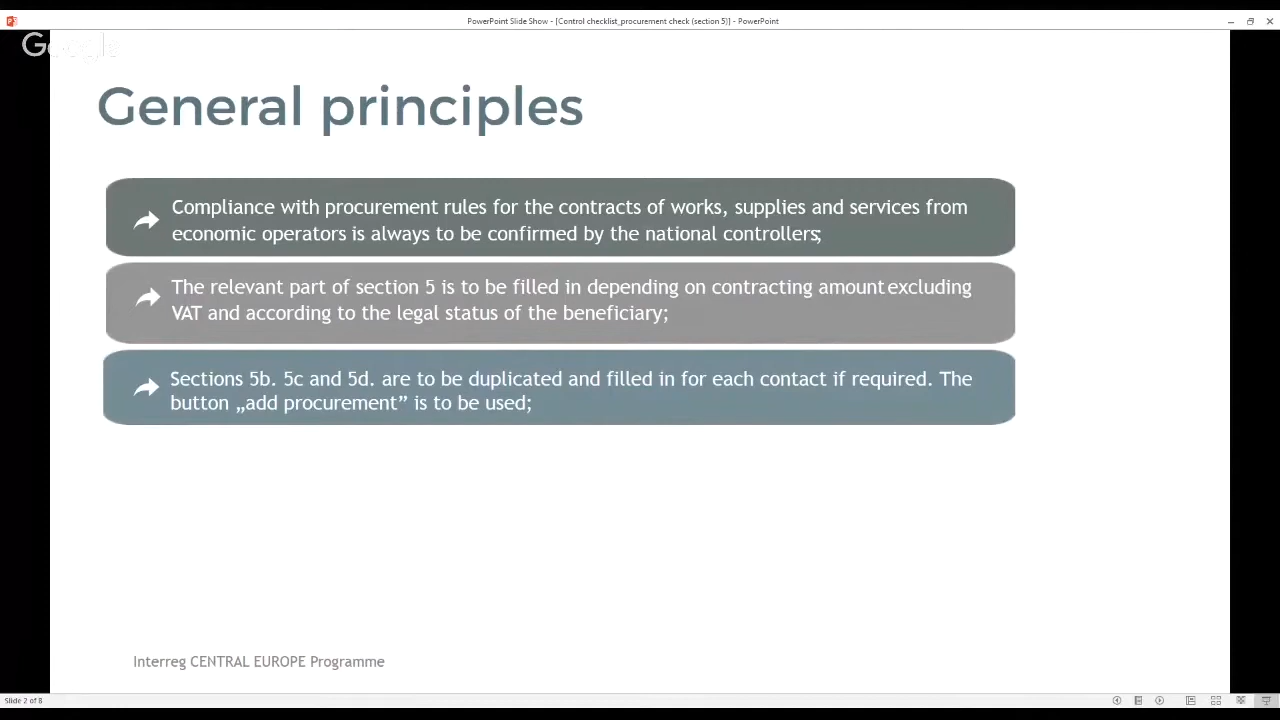 PowerPoint Slide Show - [Control checklist_procurement check (section 5)] - PowerPoint
Google
General principles
Compliance with procurement rules for the contracts of works, supplies and services from
economic operators is always to be confirmed by the national controllers;
The relevant part of section 5 is to be filled in depending on contracting amount excluding
VAT and according to the legal status of the beneficiary;
Sections 5b. 5c and 5d. are to be duplicated and filled in for each contact if required. The
button „add procurement” is to be used;
Interreg CENTRAL EUROPE Programme
Slide 2 of 8